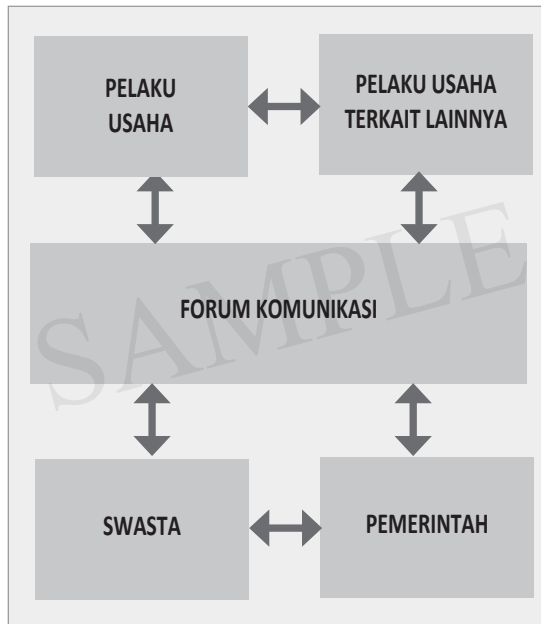 PELAKU
USAHA
PELAKU USAHA
TERKAIT LAINNYA
FORUM KOMUNIKASI
SAMPLE
SWASTA
PEMERINTAH